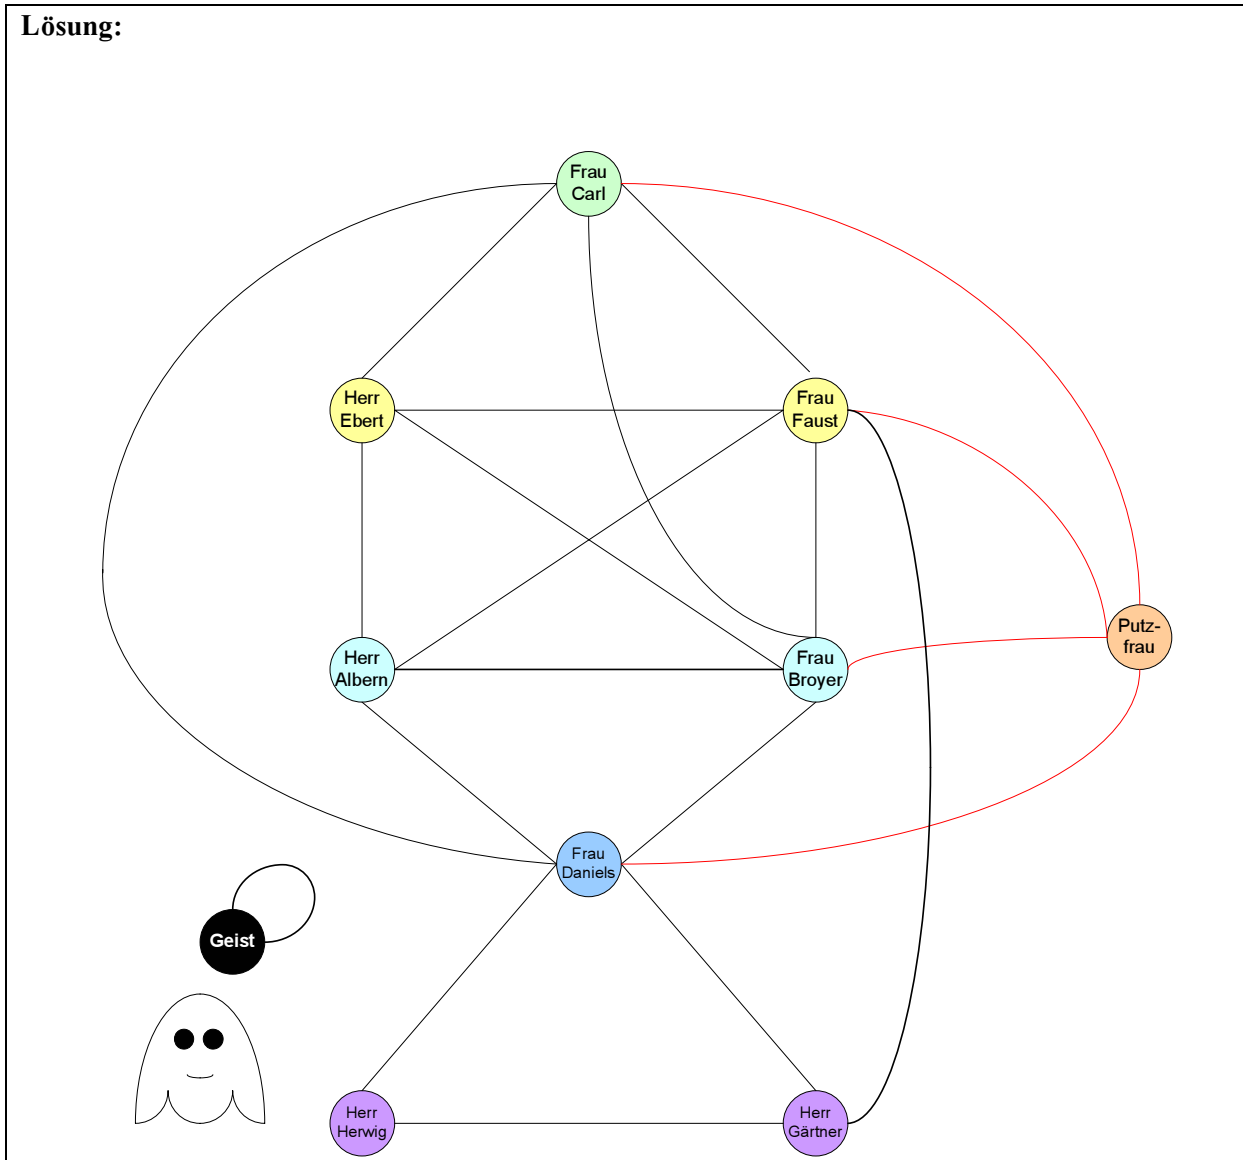 Lösung:
Frau
Carl
Herr
Ebert
Frau
Faust
Putz-
frau
Herr
Albern
Frau
Broyer
Frau
Daniels
Geist
Herr
Herwig
Herr
Gärtner